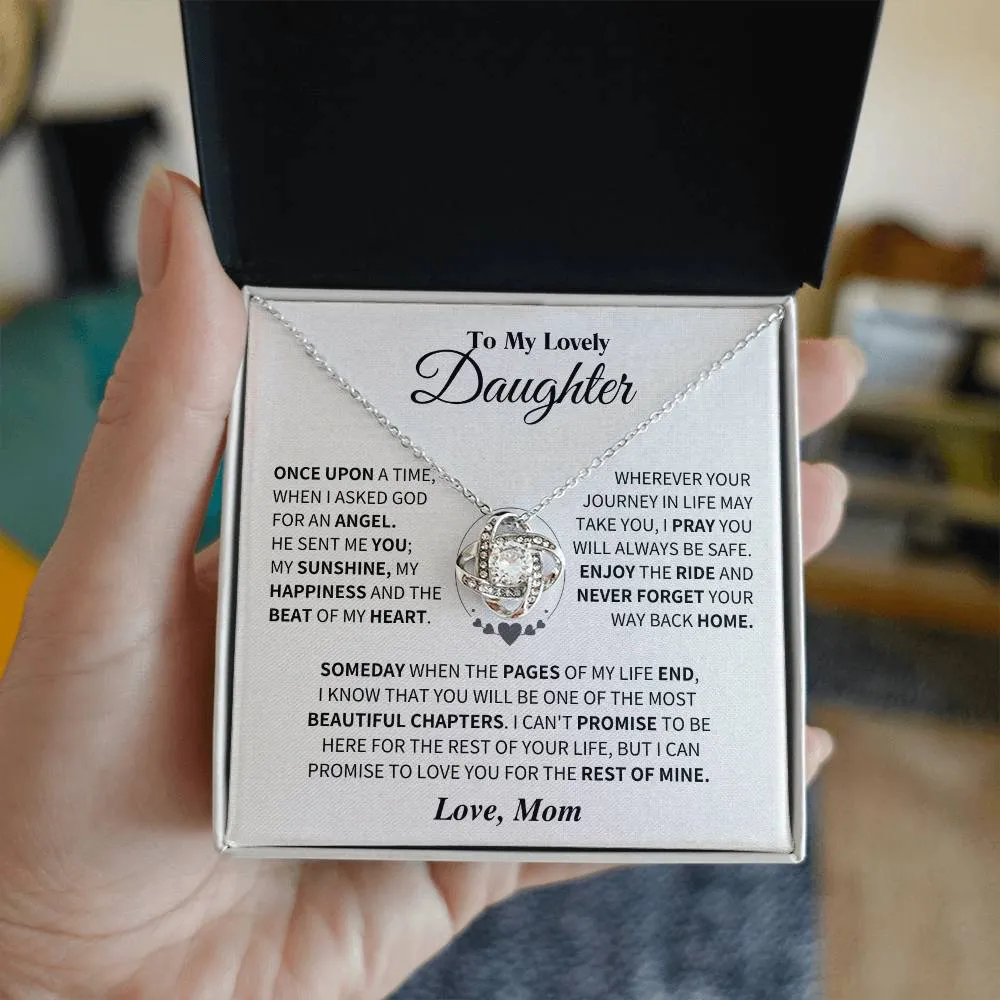 To My Lovely
Daughter
ONCE UPON A TIME,
WHEN I ASKED GOD
FOR AN ANGEL.
HE SENT ME YOU;
MY SUNSHINE, MY
HAPPINESS AND THE
BEAT OF MY HEART.
WHEREVER YOUR
JOURNEY IN LIFE MAY
TAKE YOU, I PRAY YOU
WILL ALWAYS BE SAFE.
ENJOY THE RIDE AND
NEVER FORGET YOUR
WAY BACK HOME.
SOMEDAY WHEN THE PAGES OF MY LIFE END,
I KNOW THAT YOU WILL BE ONE OF THE MOST
BEAUTIFUL CHAPTERS. I CAN'T PROMISE TO BE
HERE FOR THE REST OF YOUR LIFE, BUT I CAN
PROMISE TO LOVE YOU FOR THE REST OF MINE.
Love, Mom